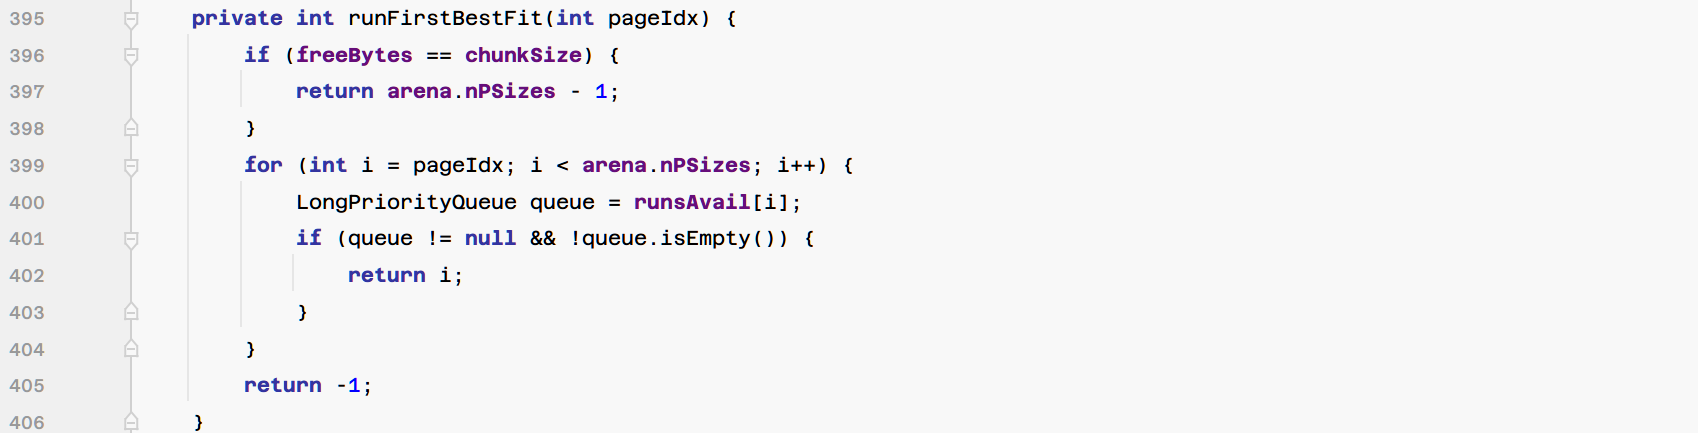 395 private int runFirstBestFit(int pageIdx) {
396 if (freeBytes == chunkSize) {
397 return arena.nPSizes - 1;
398 }
399 for (int i = pageIdx; i < arena.nPSizes; i++) {
400 LongPriorityQueue queue = runsAvail[i];
401 if (queue != null && !queue.isEmpty()) {
402 return i;
403 }
404 }
405 return -1;
406 }